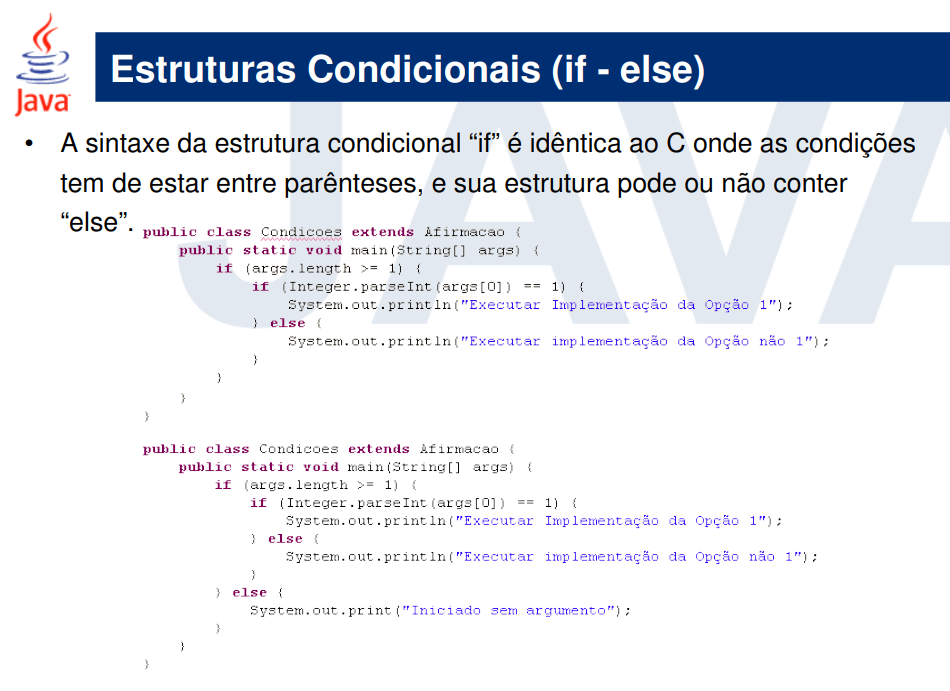 Java
Estruturas Condicionais (if - else)
JAVA
• A sintaxe da estrutura condicional “if” é idêntica ao C onde as condições
tem de estar entre parênteses, e sua estrutura pode ou não conter
“else”.
public class Condicoes extends Afirmacao {
    public static void main(String[] args) {
        if (args.length >= 1) {
            if (Integer.parseInt(args[0]) == 1) {
                System.out.println("Executar Implementação da Opção 1");
            } else {
                System.out.println("Executar implementação da Opção não 1");
            }
        }
    }
}
public class Condicoes extends Afirmacao {
    public static void main(String[] args) {
        if (args.length >= 1) {
            if (Integer.parseInt(args[0]) == 1) {
                System.out.println("Executar Implementação da Opção 1");
            } else {
                System.out.println("Executar implementação da Opção não 1");
            }
        } else {
            System.out.print("Iniciado sem argumento");
        }
    }
}